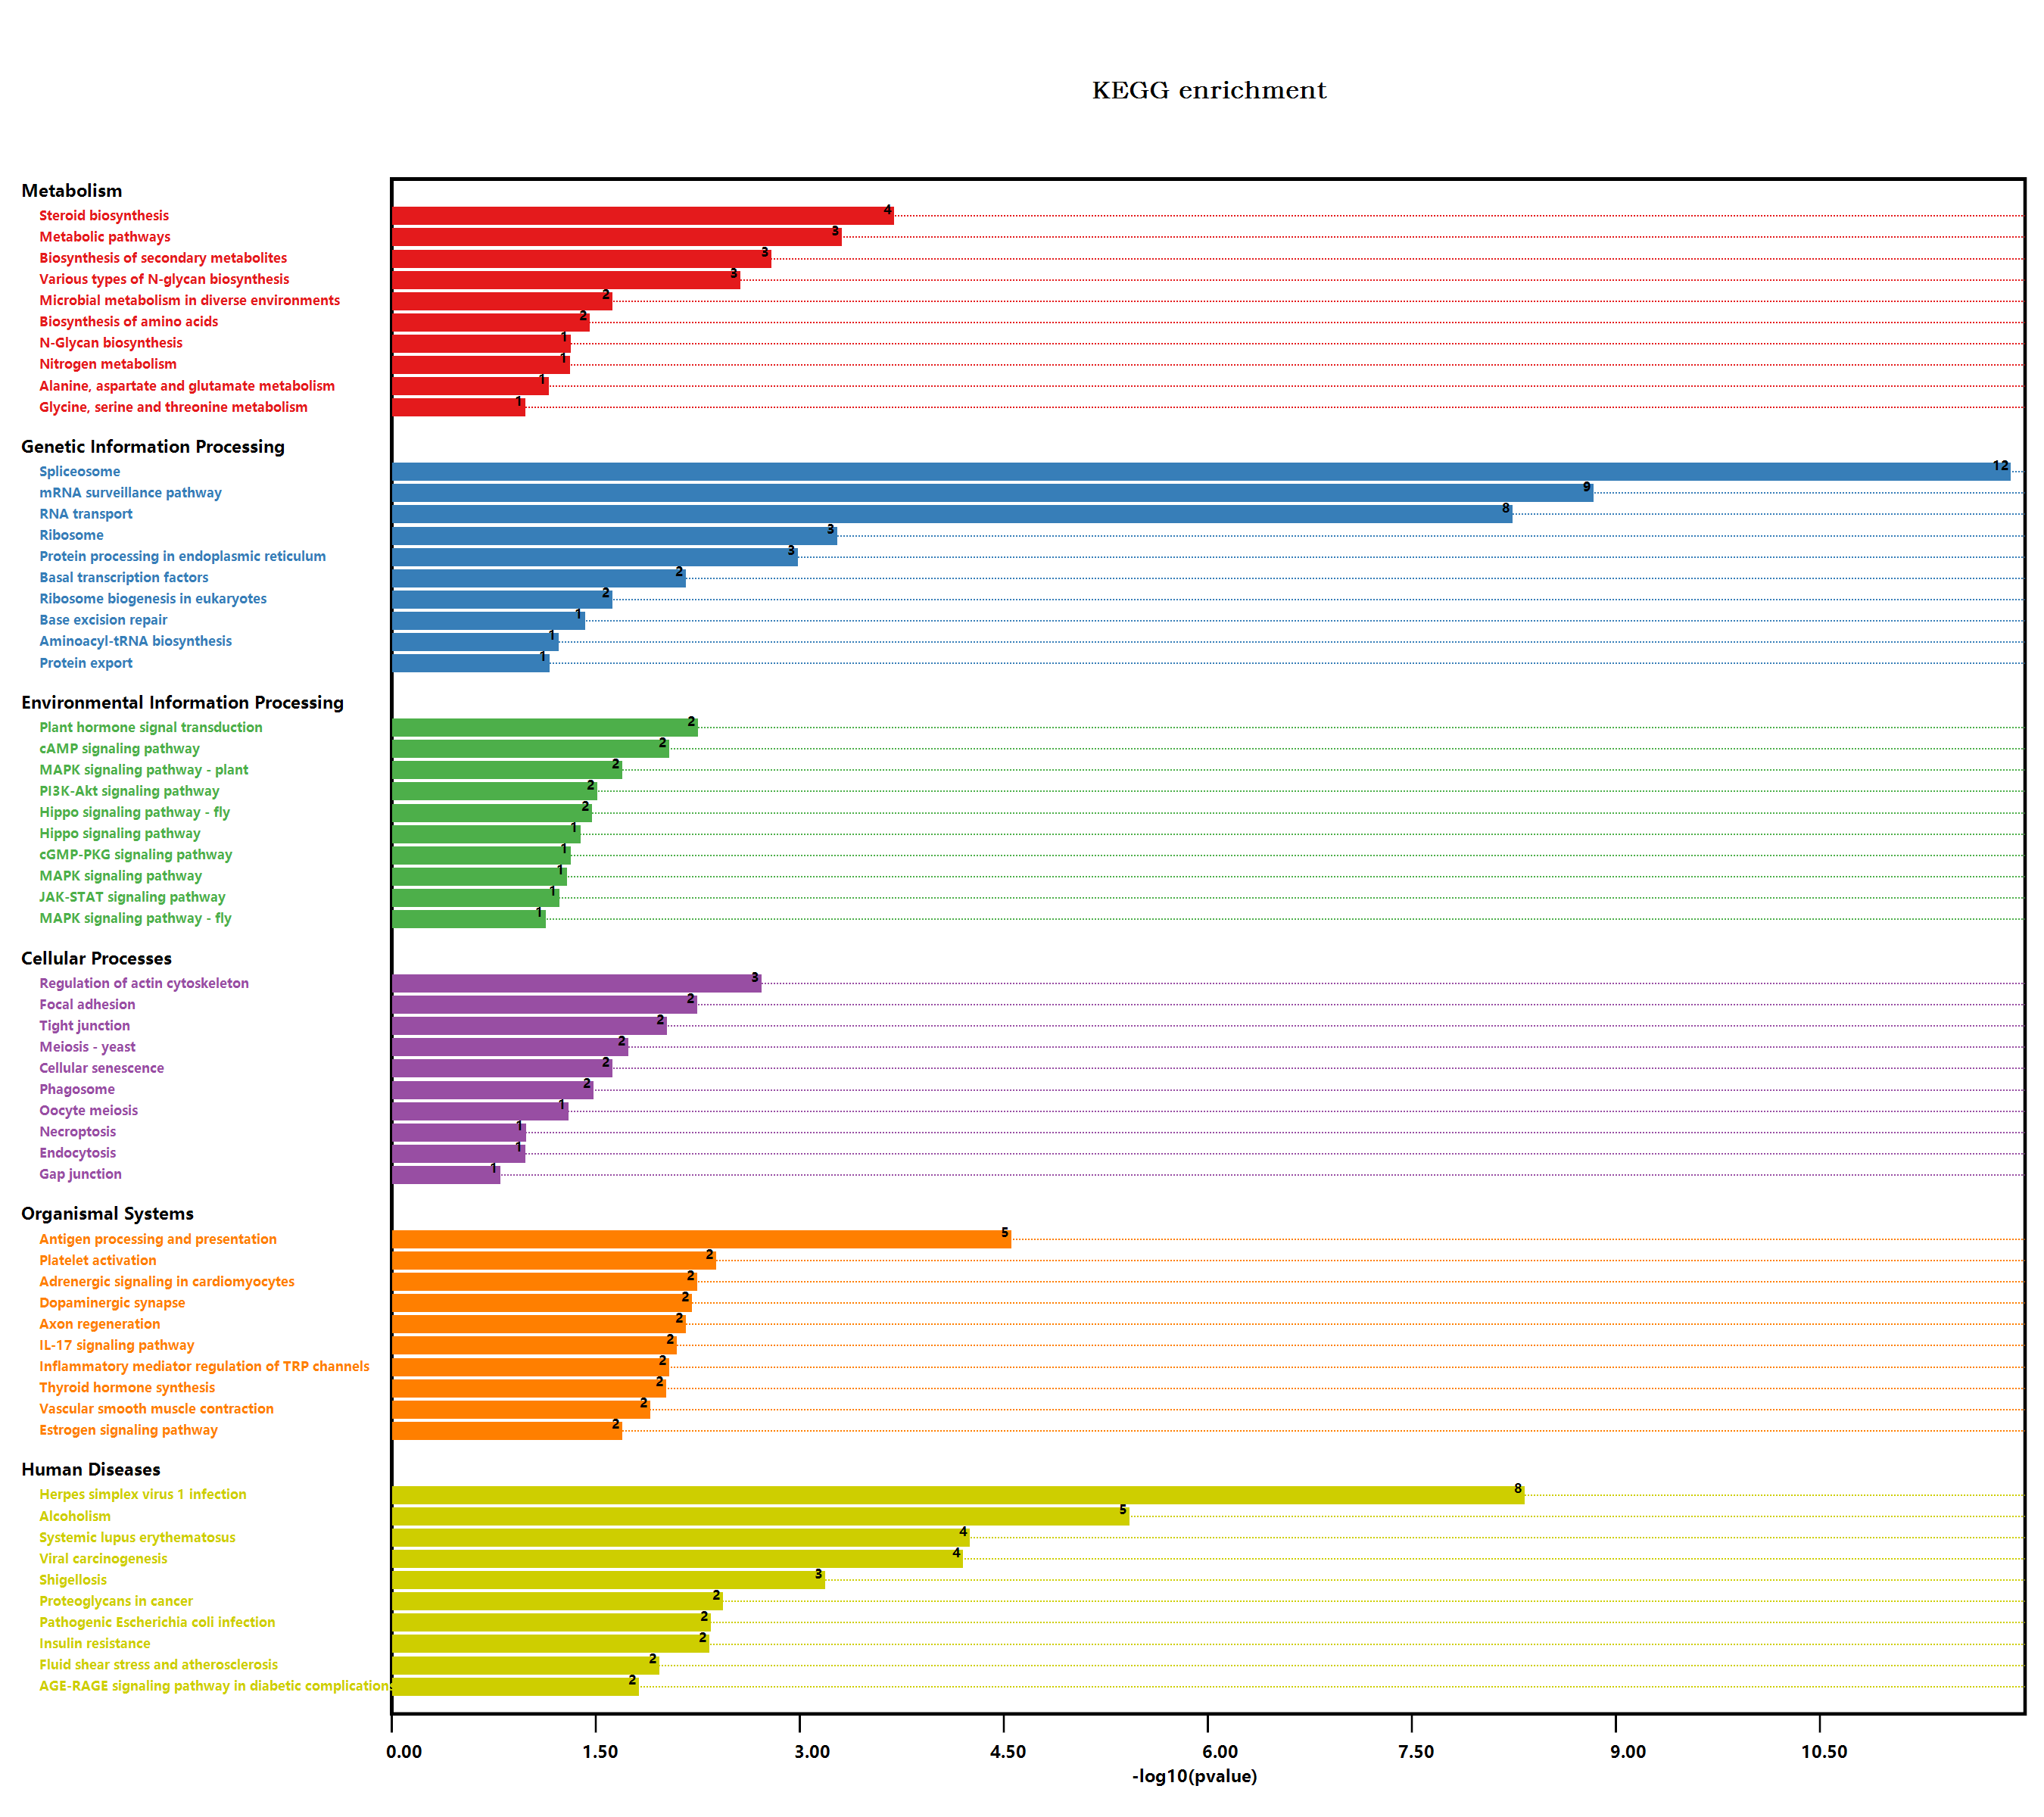 KEGG enrichment
Metabolism
Steroid biosynthesis 4
Metabolic pathways 3
Biosynthesis of secondary metabolites 3
Various types of N-glycan biosynthesis 3
Microbial metabolism in diverse environments 2
Biosynthesis of amino acids 2
N-Glycan biosynthesis 1
Nitrogen metabolism 1
Alanine, aspartate and glutamate metabolism 1
Glycine, serine and threonine metabolism 1
Genetic Information Processing
Spliceosome 12
mRNA surveillance pathway 9
RNA transport 8
Ribosome 3
Protein processing in endoplasmic reticulum 3
Basal transcription factors 2
Ribosome biogenesis in eukaryotes 2
Base excision repair 1
Aminoacyl-tRNA biosynthesis 1
Protein export 1
Environmental Information Processing
Plant hormone signal transduction 2
cAMP signaling pathway 2
MAPK signaling pathway - plant 2
PI3K-Akt signaling pathway 2
Hippo signaling pathway - fly 2
Hippo signaling pathway 1
cGMP-PKG signaling pathway 1
MAPK signaling pathway 1
JAK-STAT signaling pathway 1
MAPK signaling pathway - fly 1
Cellular Processes
Regulation of actin cytoskeleton 3
Focal adhesion 2
Tight junction 2
Meiosis - yeast 2
Cellular senescence 2
Phagosome 2
Oocyte meiosis 1
Necroptosis 1
Endocytosis 1
Gap junction 1
Organismal Systems
Antigen processing and presentation 5
Platelet activation 2
Adrenergic signaling in cardiomyocytes 2
Dopaminergic synapse 2
Axon regeneration 2
IL-17 signaling pathway 2
Inflammatory mediator regulation of TRP channels 2
Thyroid hormone synthesis 2
Vascular smooth muscle contraction 2
Estrogen signaling pathway 2
Human Diseases
Herpes simplex virus 1 infection 8
Alcoholism 5
Systemic lupus erythematosus 4
Viral carcinogenesis 4
Shigellosis 3
Proteoglycans in cancer 2
Pathogenic Escherichia coli infection 2
Insulin resistance 2
Fluid shear stress and atherosclerosis 2
AGE-RAGE signaling pathway in diabetic complication 2
0.00 1.50 3.00 4.50 6.00 7.50 9.00 10.50
-log10(pvalue)